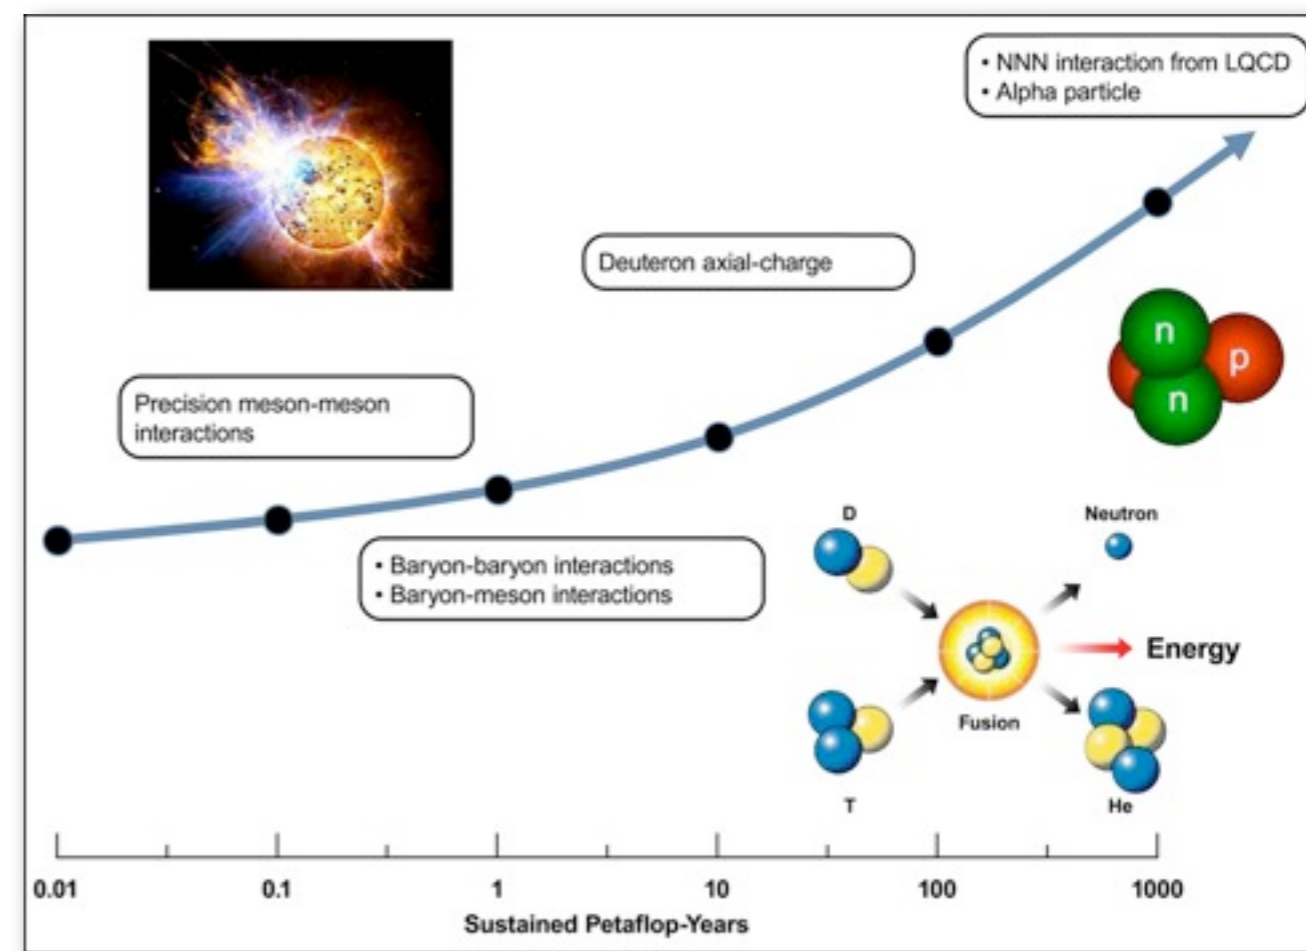 • NNN interaction from LQCD
• Alpha particle
Deuteron axial-charge
n
p
n
Precision meson-meson
interactions
• Baryon-baryon interactions
• Baryon-meson interactions
D
Neutron
Energy
Fusion
T
He
0.01 0.1 1 10 100 1000
Sustained Petaflop-Years